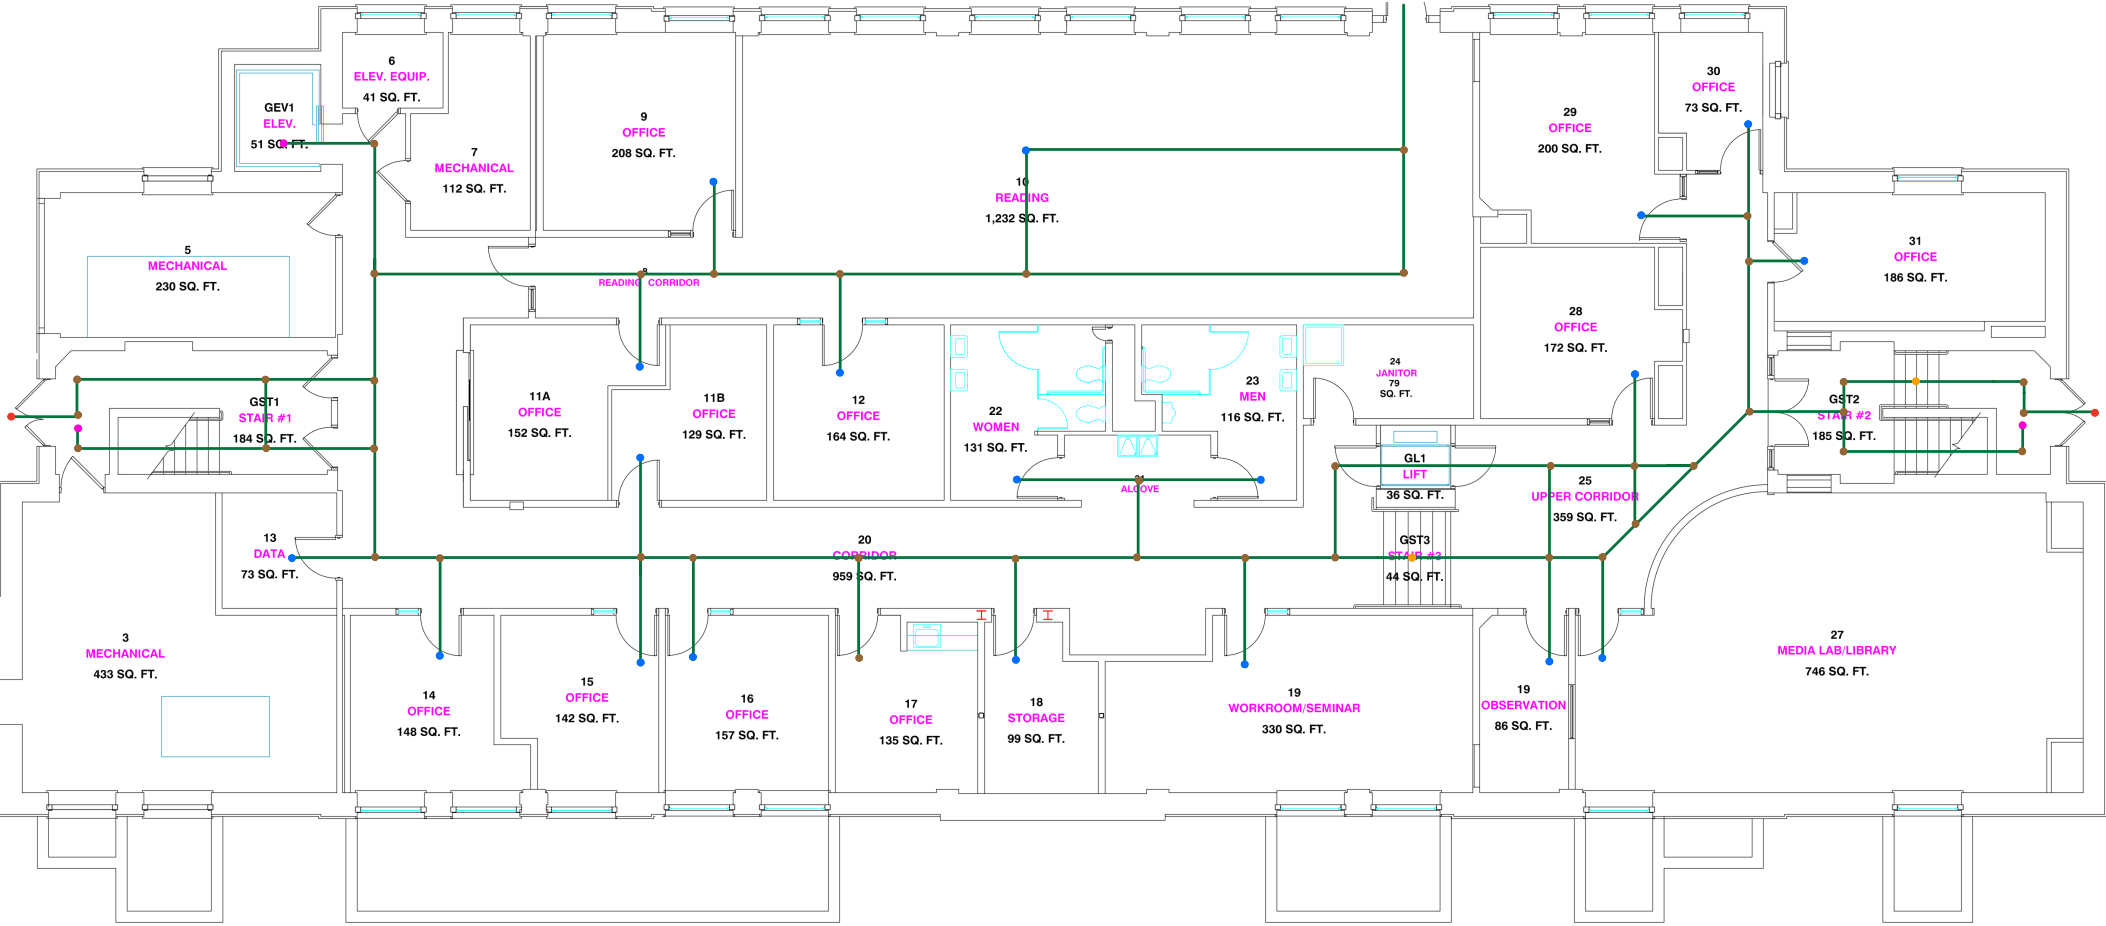 6
ELEV. EQUIP.
41 SQ. FT.
GEV1
ELEV.
51 SQ. FT.
7
MECHANICAL
112 SQ. FT.
9
OFFICE
208 SQ. FT.
10
READING
1,232 SQ. FT.
29
OFFICE
200 SQ. FT.
30
OFFICE
73 SQ. FT.
5
MECHANICAL
230 SQ. FT.
8
READING CORRIDOR
31
OFFICE
186 SQ. FT.
28
OFFICE
172 SQ. FT.
GST1
STAIR #1
184 SQ. FT.
11A
OFFICE
152 SQ. FT.
11B
OFFICE
129 SQ. FT.
12
OFFICE
164 SQ. FT.
22
WOMEN
131 SQ. FT.
23
MEN
116 SQ. FT.
24
JANITOR
79
SQ. FT.
GST2
STAIR #2
185 SQ. FT.
21
ALCOVE
GL1
LIFT
36 SQ. FT.
25
UPPER CORRIDOR
359 SQ. FT.
13
DATA
73 SQ. FT.
20
CORRIDOR
959 SQ. FT.
GST3
STAIR #3
44 SQ. FT.
3
MECHANICAL
433 SQ. FT.
14
OFFICE
148 SQ. FT.
15
OFFICE
142 SQ. FT.
16
OFFICE
157 SQ. FT.
17
OFFICE
135 SQ. FT.
18
STORAGE
99 SQ. FT.
19
WORKROOM/SEMINAR
330 SQ. FT.
19
OBSERVATION
86 SQ. FT.
27
MEDIA LAB/LIBRARY
746 SQ. FT.